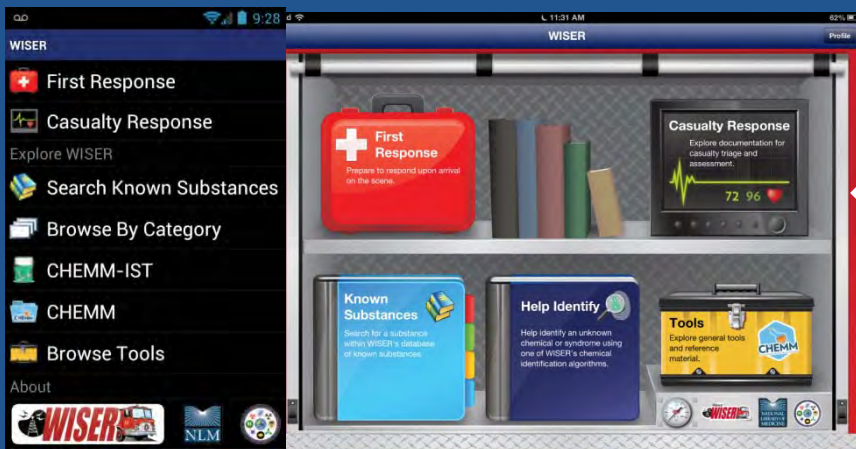 9:28
WISER
First Response
Casualty Response
Explore WISER
Search Known Substances
Browse By Category
CHEMM-IST
CHEMM
Browse Tools
About
WISER
NLM
11:31 AM
62%
WISER
Profile
First
Response
Prepare to respond upon arrival
on the scene.
Casualty Response
Explore documentation for
casualty triage and
assessment.
72 96
Known
Substances
Search for a substance
within WISER's database
of known substances.
Help Identify
Help identify an unknown
chemical or syndrome using
one of WISER's chemical
identification algorithms.
Tools
Explore general tools
and reference
material.
CHEMM
WISER
NATIONAL
LIBRARY OF
MEDICINE